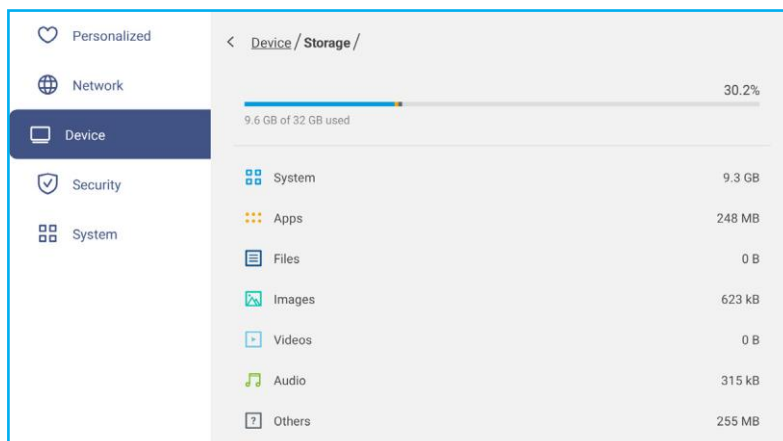 Personalized
Network
Device
Security
System
< Device / Storage /
30.2%
9.6 GB of 32 GB used
System 9.3 GB
Apps 248 MB
Files 0 B
Images 623 kB
Videos 0 B
Audio 315 kB
? Others 255 MB